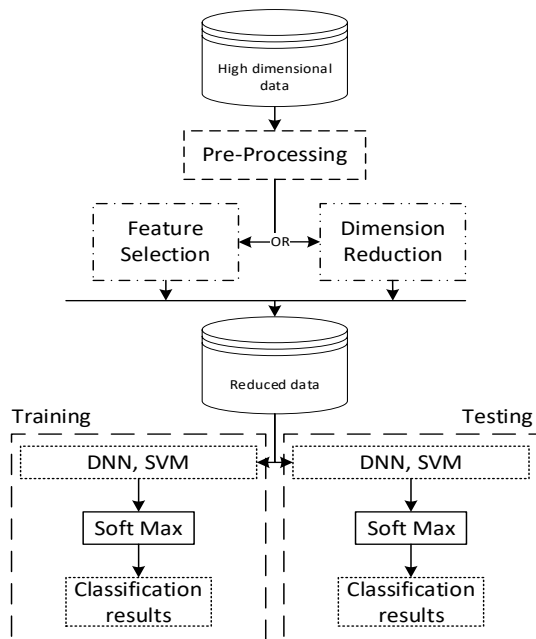 High dimensional
data
Pre-Processing
Feature
Selection
OR
Dimension
Reduction
Reduced data
Training
Testing
DNN, SVM
DNN, SVM
Soft Max
Soft Max
Classification
results
Classification
results